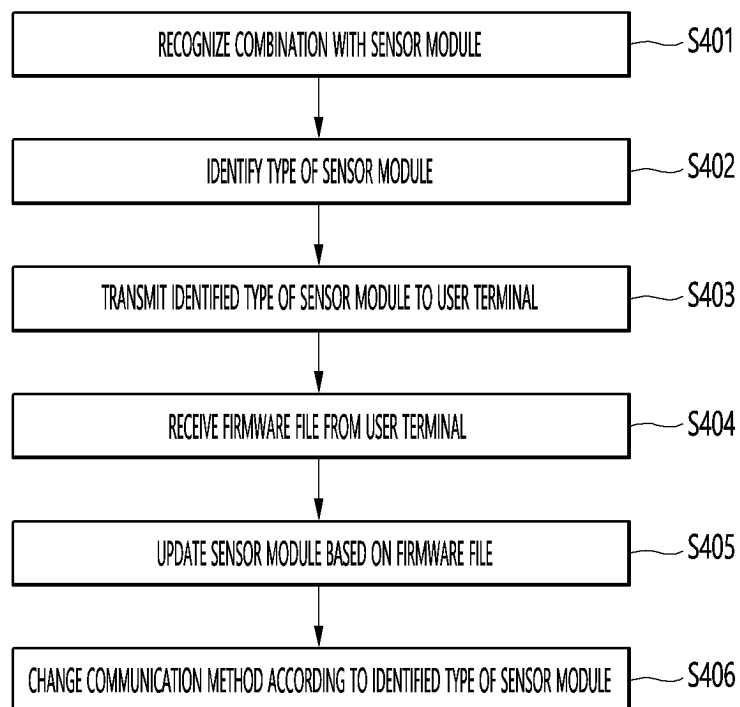 RECOGNIZE COMBINATION WITH SENSOR MODULE
S401
IDENTIFY TYPE OF SENSOR MODULE
S402
TRANSMIT IDENTIFIED TYPE OF SENSOR MODULE TO USER TERMINAL
S403
RECEIVE FIRMWARE FILE FROM USER TERMINAL
S404
UPDATE SENSOR MODULE BASED ON FIRMWARE FILE
S405
CHANGE COMMUNICATION METHOD ACCORDING TO IDENTIFIED TYPE OF SENSOR MODULE
S406